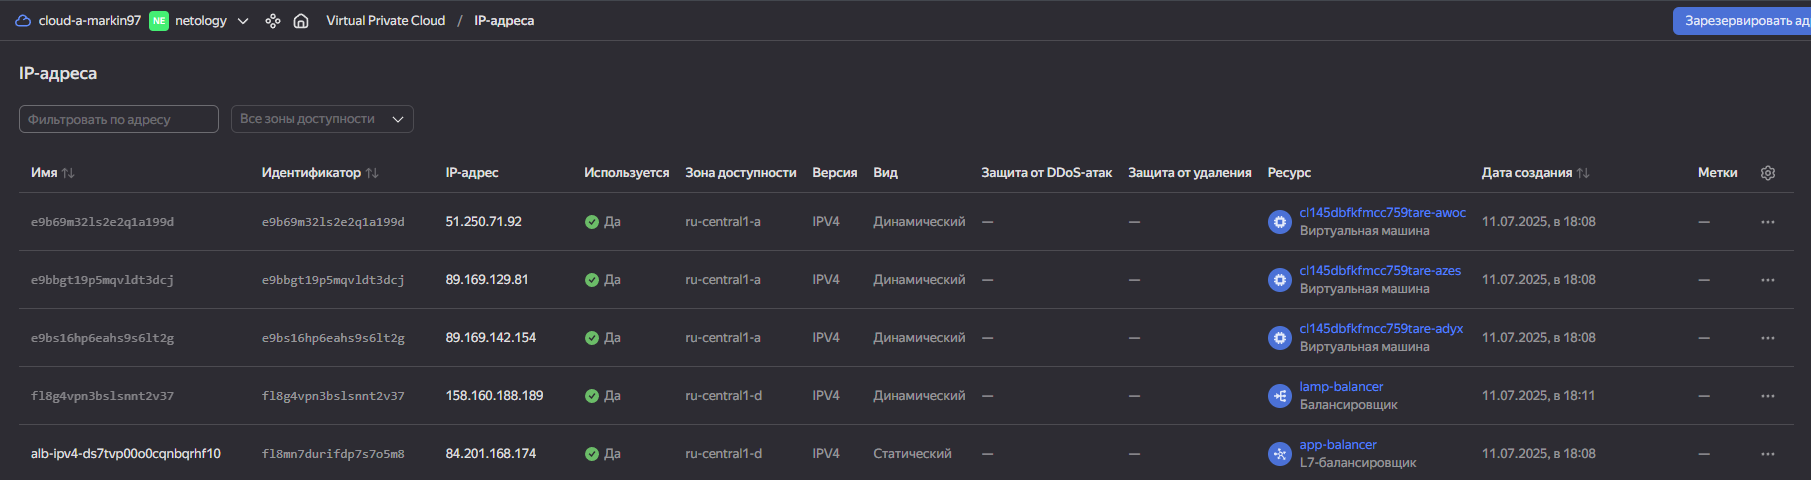 cloud-a-markin97 NE netology Virtual Private Cloud / IP-адреса Зарезервировать
IP-адреса
Фильтровать по адресу Все зоны доступности
Имя Идентификатор IP-адрес Используется Зона доступности Версия Вид Защита от DDoS-атак Защита от удаления Ресурс Дата создания Метки
e9b69m32ls2e2q1a199d e9b69m32ls2e2q1a199d 51.250.71.92 Да ru-central1-a IPV4 Динамический — — cl145dbfkfmcc759tare-awoc 11.07.2025, в 18:08 — ···
Виртуальная машина
e9bbgt19p5mqvldt3dcj e9bbgt19p5mqvldt3dcj 89.169.129.81 Да ru-central1-a IPV4 Динамический — — cl145dbfkfmcc759tare-azes 11.07.2025, в 18:08 — ···
Виртуальная машина
e9bs16hp6eahs9s6lt2g e9bs16hp6eahs9s6lt2g 89.169.142.154 Да ru-central1-a IPV4 Динамический — — cl145dbfkfmcc759tare-adyx 11.07.2025, в 18:08 — ···
Виртуальная машина
fl8g4vpn3bslsnnt2v37 fl8g4vpn3bslsnnt2v37 158.160.188.189 Да ru-central1-d IPV4 Динамический — — lamp-balancer 11.07.2025, в 18:11 — ···
Балансировщик
alb-ipv4-ds7tvp00o0cqnbqrhf10 fl8mn7durifdp7s7o5m8 84.201.168.174 Да ru-central1-d IPV4 Статический — — app-balancer 11.07.2025, в 18:08 — ···
L7-балансировщик